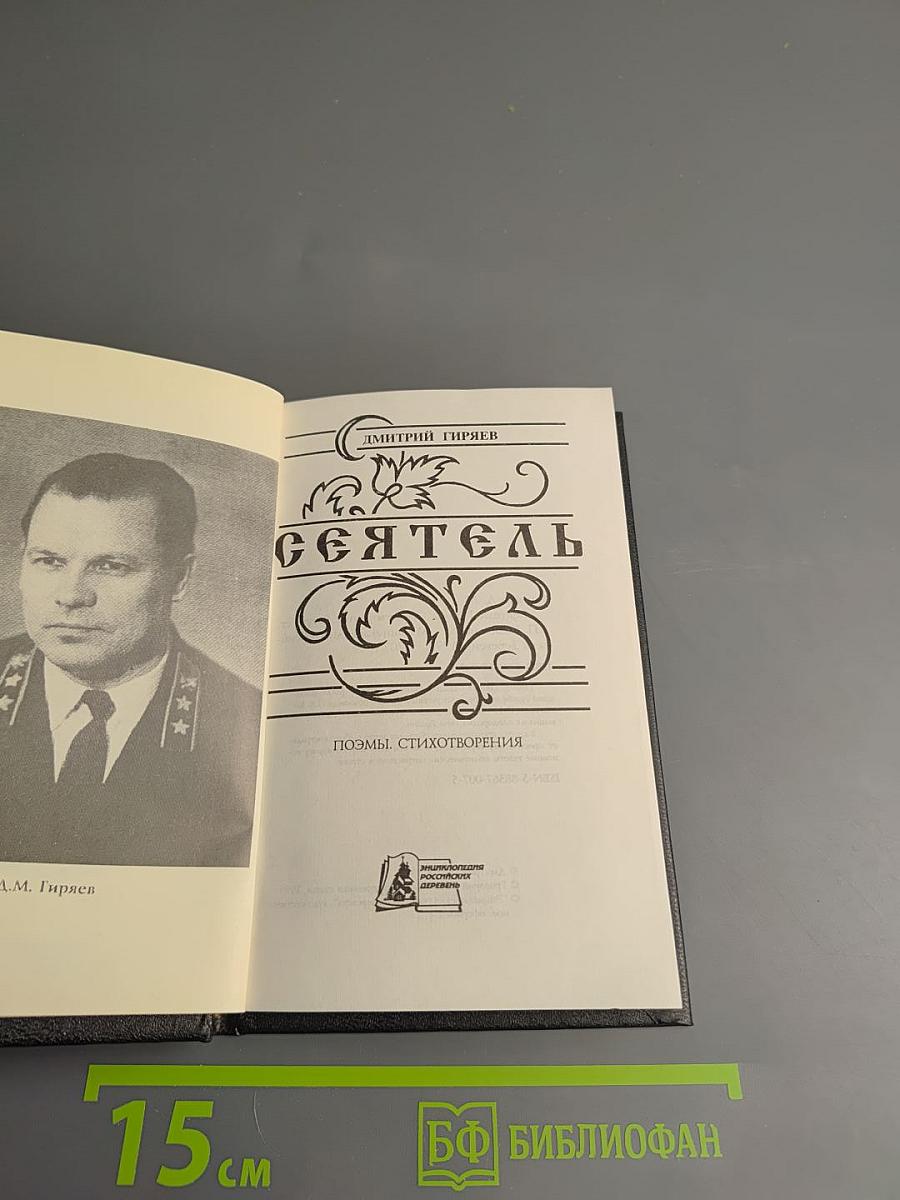 ДМИТРИЙ ГИРЯЕВ
СЕЯТЕЛЬ
ПОЭМЫ. СТИХОТВОРЕНИЯ
ЭНЦИКЛОПЕДИЯ
РОССИЙСКИХ
ДЕРЕВЕНЬ
Д.М. Гиряев
15 см
БФ БИБЛИОФАН